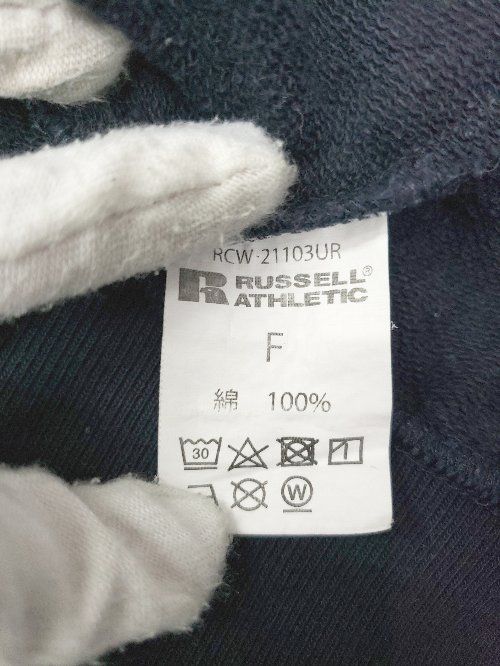 RCW-21103UR
R RUSSELL®
ATHLETIC
F
綿 100%
30
W